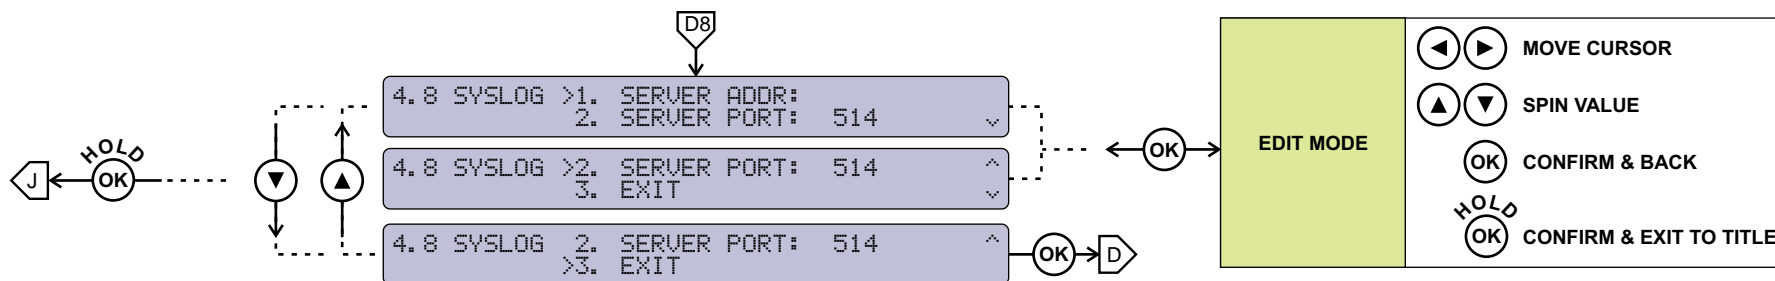 D8
4.8 SYSLOG >1. SERVER ADDR:
2. SERVER PORT: 514
4.8 SYSLOG >2. SERVER PORT: 514
3. EXIT
4.8 SYSLOG 2. SERVER PORT: 514
>3. EXIT
HOLD
OK
J
OK
OK
D
EDIT MODE
MOVE CURSOR
SPIN VALUE
OK CONFIRM & BACK
HOLD
OK CONFIRM & EXIT TO TITLE